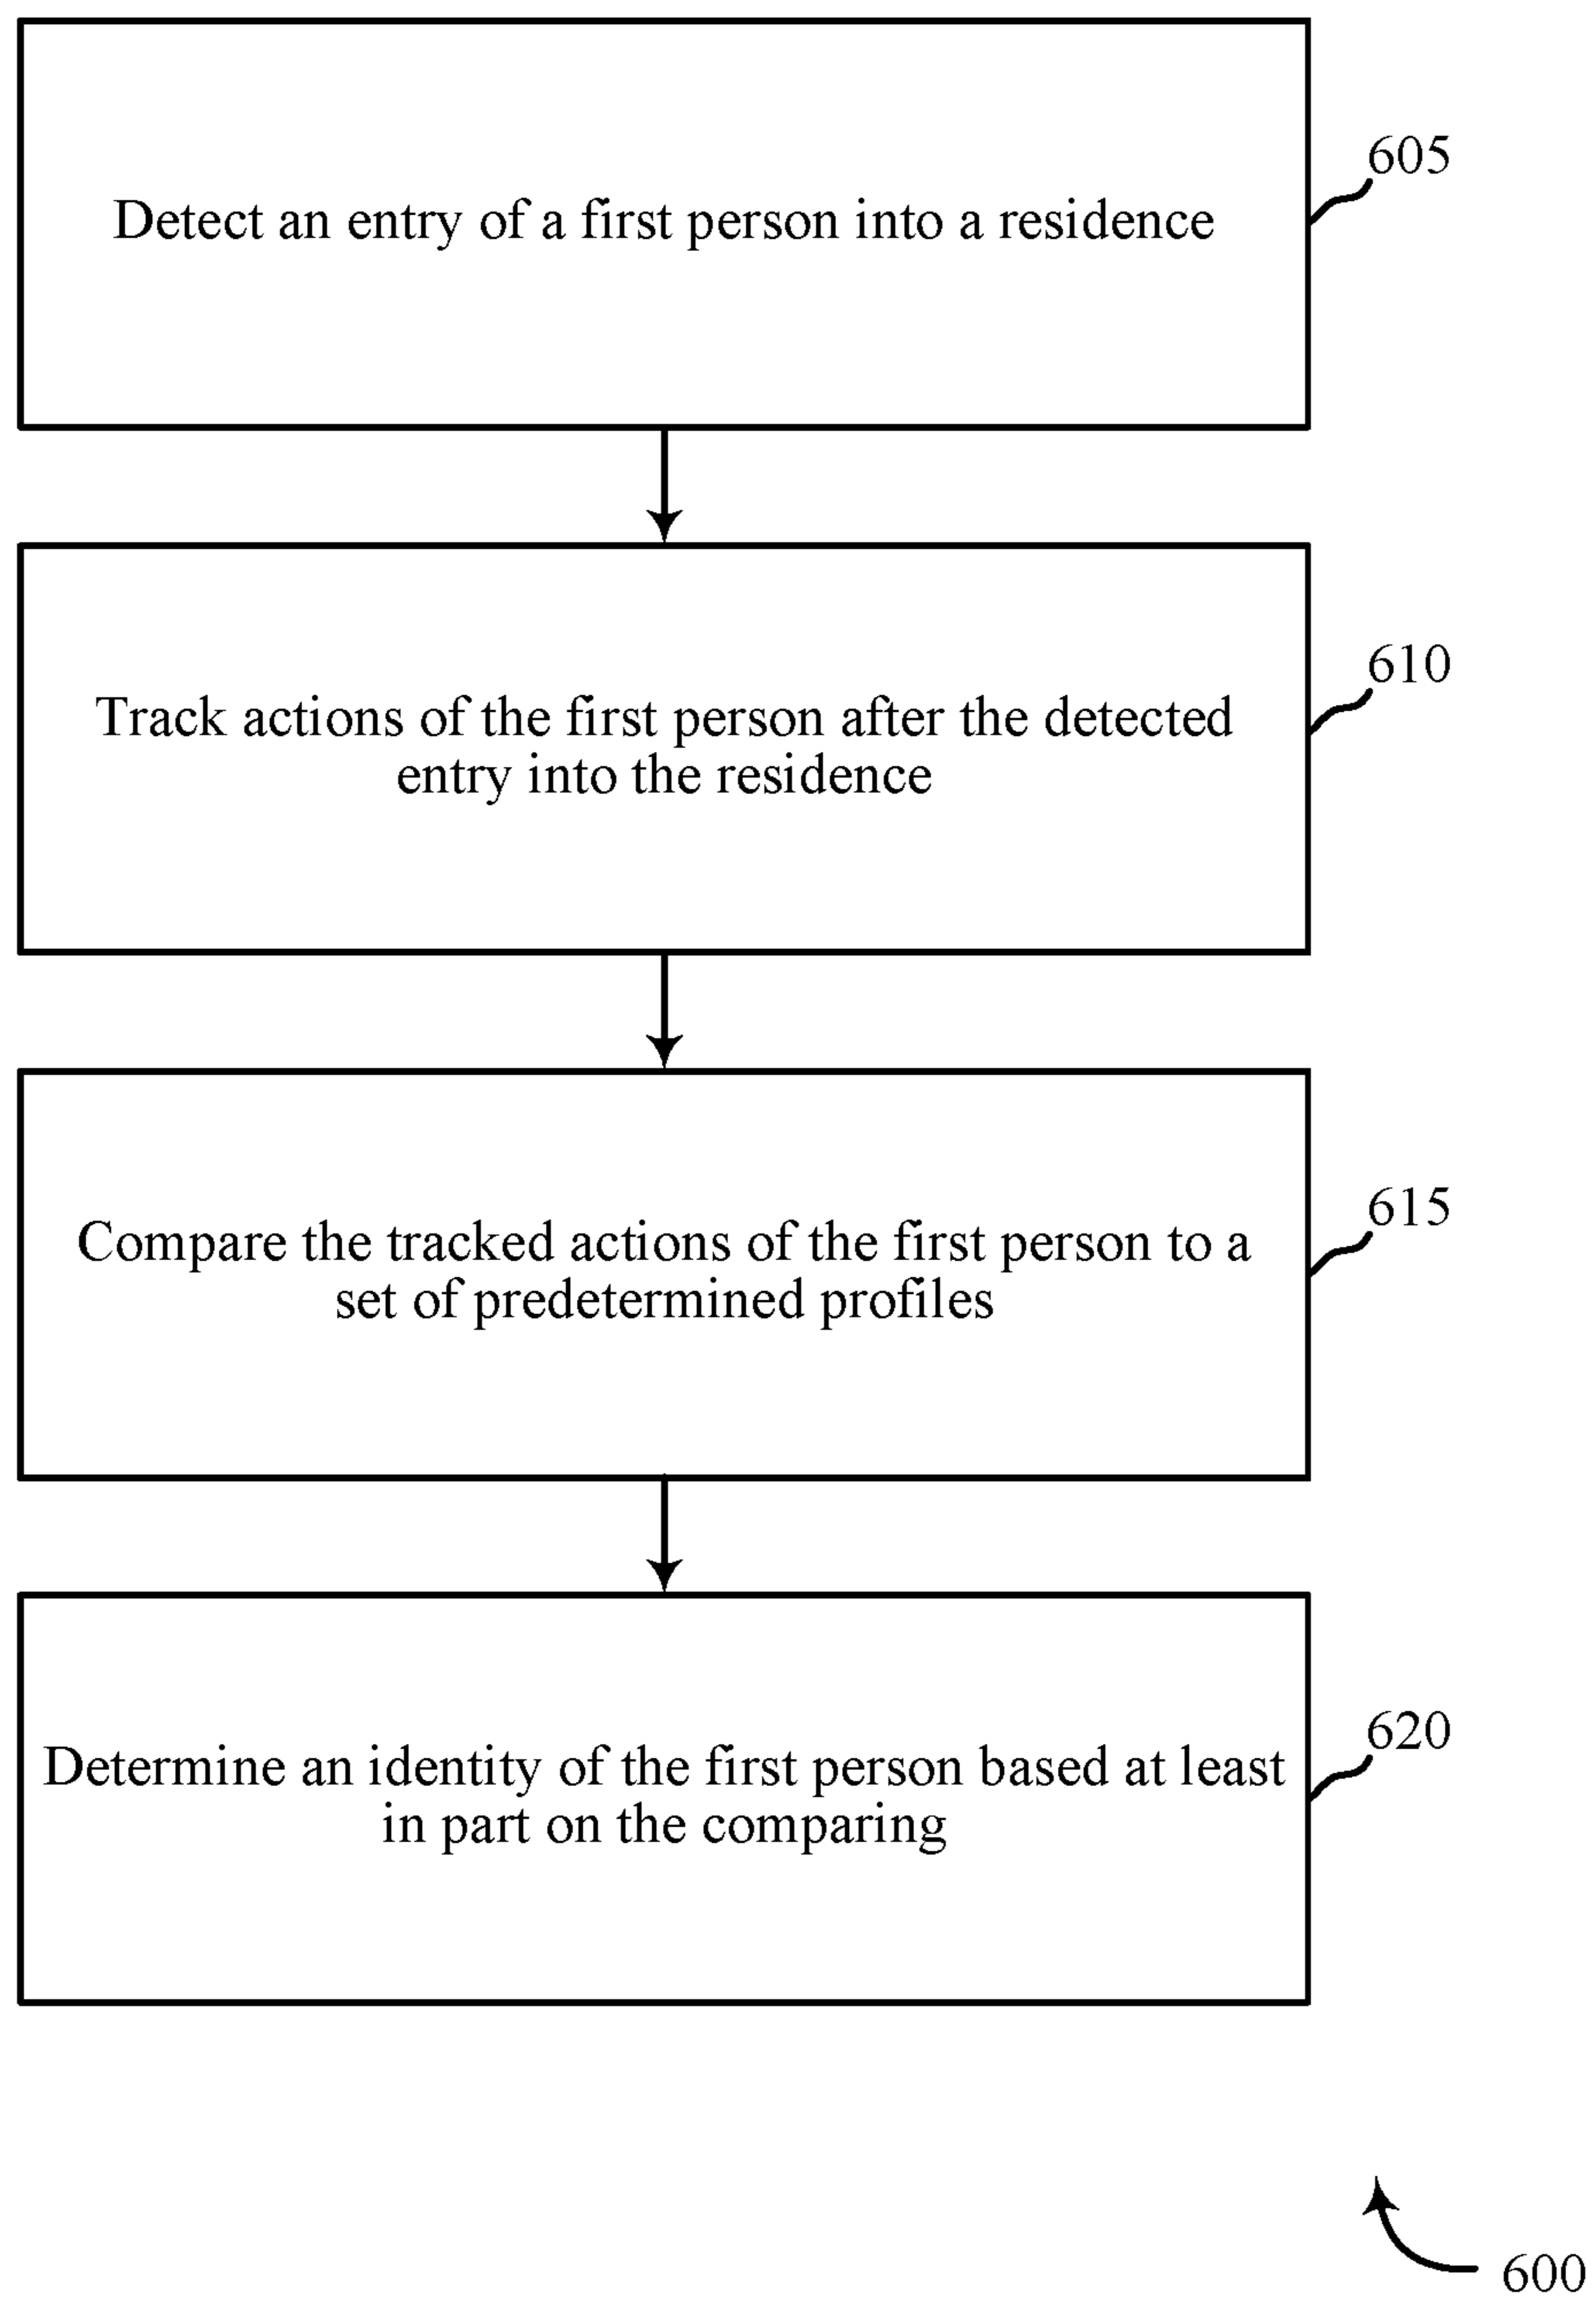 Detect an entry of a first person into a residence
605
Track actions of the first person after the detected
entry into the residence
610
Compare the tracked actions of the first person to a
set of predetermined profiles
615
Determine an identity of the first person based at least
in part on the comparing
620
600